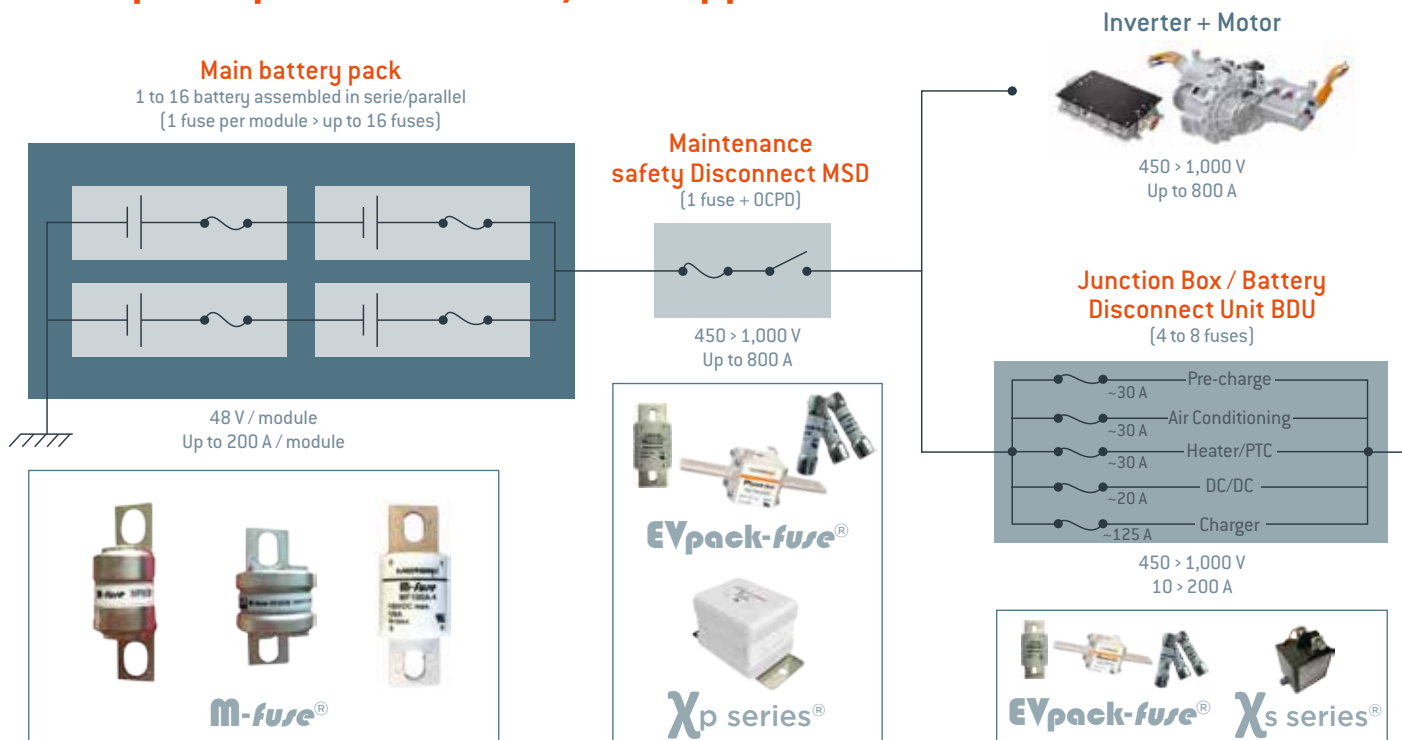 Inverter + Motor
Main battery pack
1 to 16 battery assembled in serie/parallel
(1 fuse per module > up to 16 fuses)
Maintenance
safety Disconnect MSD
(1 fuse + OCPD)
450 > 1,000 V
Up to 800 A
Junction Box / Battery
Disconnect Unit BDU
(4 to 8 fuses)
450 > 1,000 V
Up to 800 A
Pre-charge
~30 A
Air Conditioning
~30 A
Heater/PTC
~30 A
DC/DC
~20 A
Charger
~125 A
48 V / module
Up to 200 A / module
450 > 1,000 V
10 > 200 A
M-fuse
M-fuse
EVpack-fuse®
M-fuse®
Xp series®
EVpack-fuse®
Xs series®